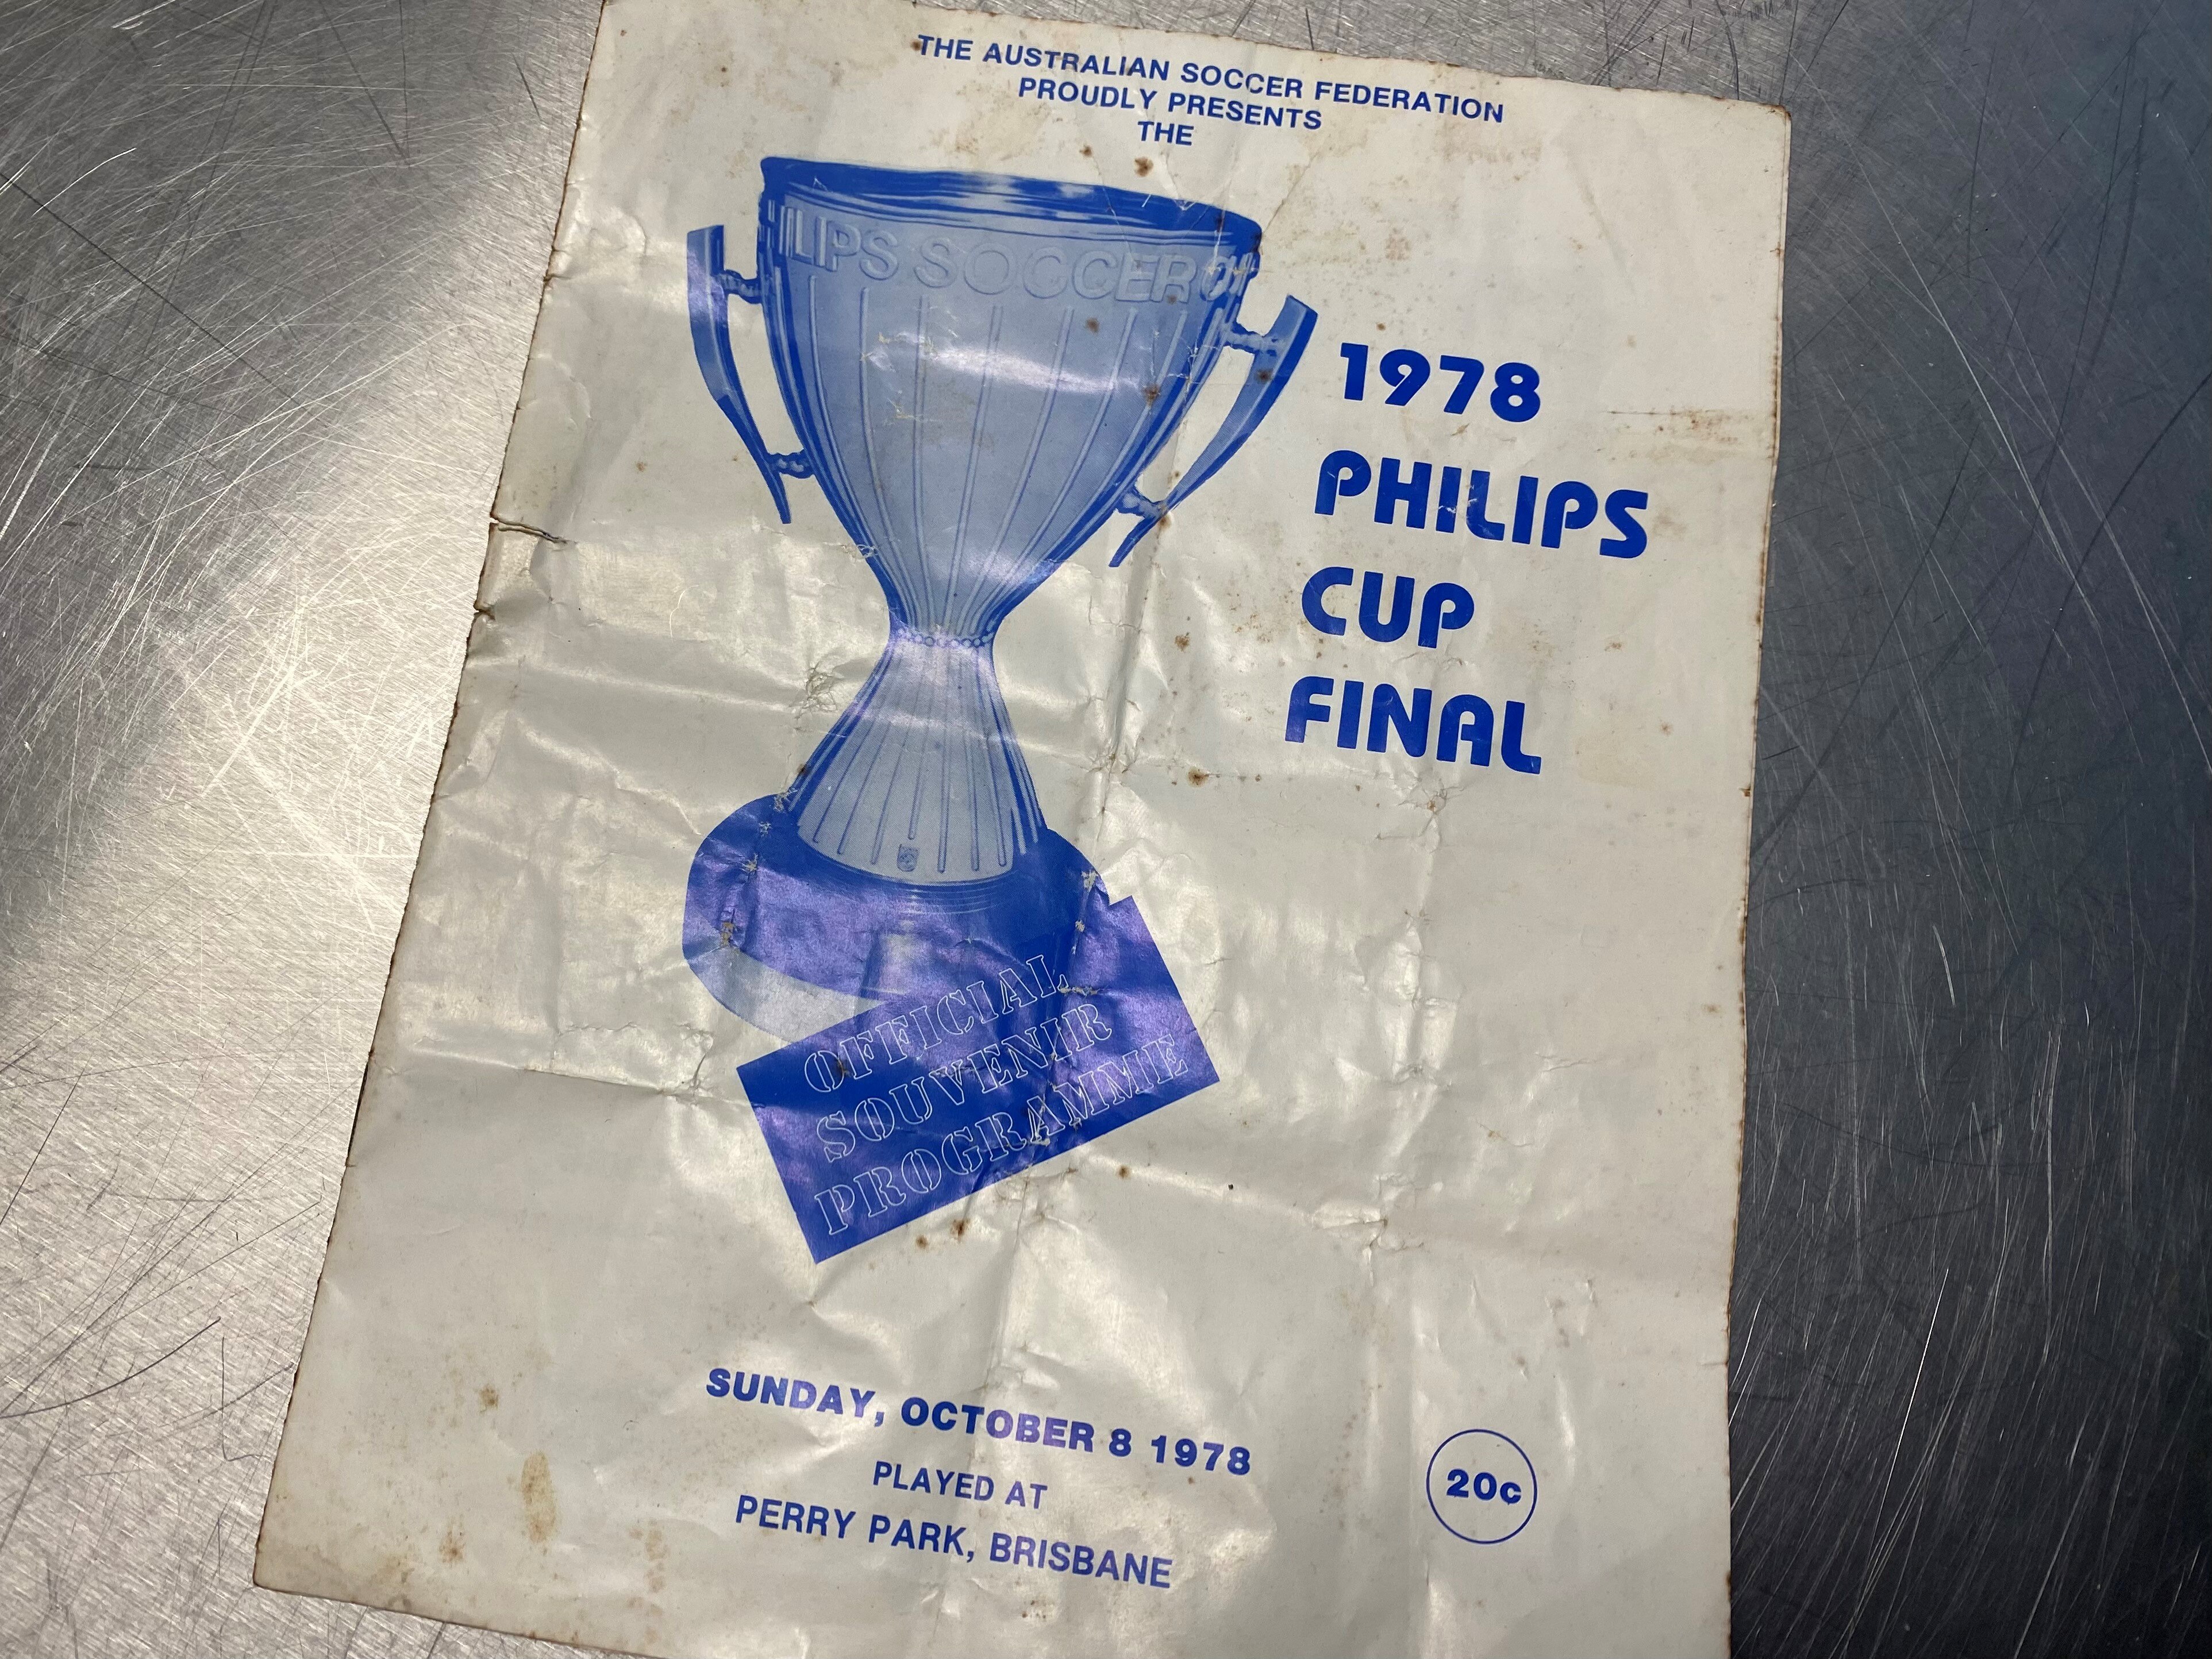 THE AUSTRALIAN SOCCER FEDERATION
PROUDLY PRESENTS
THE
ILIPS SOCCER CU
1978
PHILIPS
CUP
FINAL
OFFICIAL
SOUVENIR
PROGRAMME
SUNDAY, OCTOBER 8 1978
PLAYED AT
PERRY PARK, BRISBANE
20c